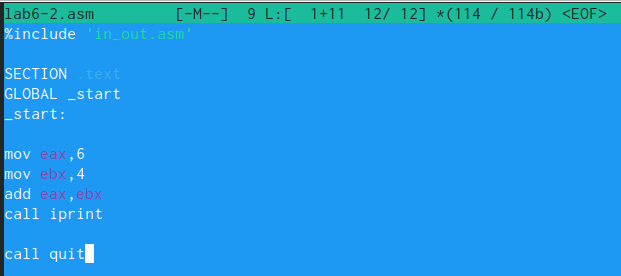 lab6-2.asm [-M--] 9 L:[ 1+11 12/ 12] *(114 / 114b) <EOF>
%include 'in_out.asm'
SECTION .text
GLOBAL _start
_start:
mov eax,6
mov ebx,4
add eax,ebx
call iprint
call quit